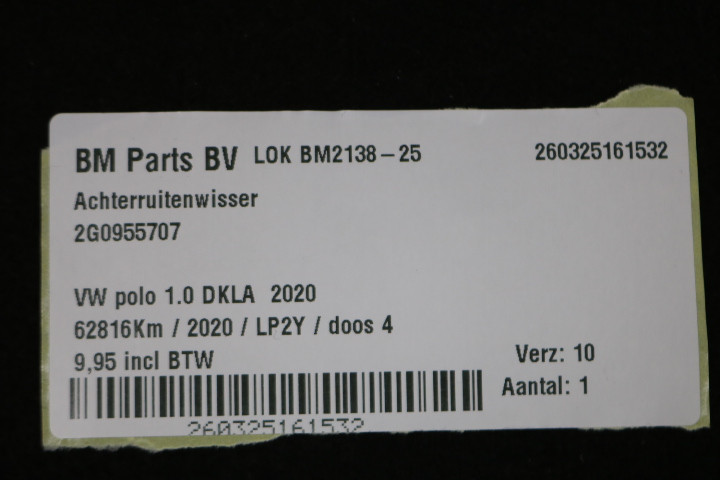 BM Parts BV LOK BM2138-25 260325161532
Achterruitenwisser
2G0955707
VW polo 1.0 DKLA 2020
62816Km / 2020 / LP2Y / doos 4
9,95 incl BTW Verz: 10
Aantal: 1
260325161532